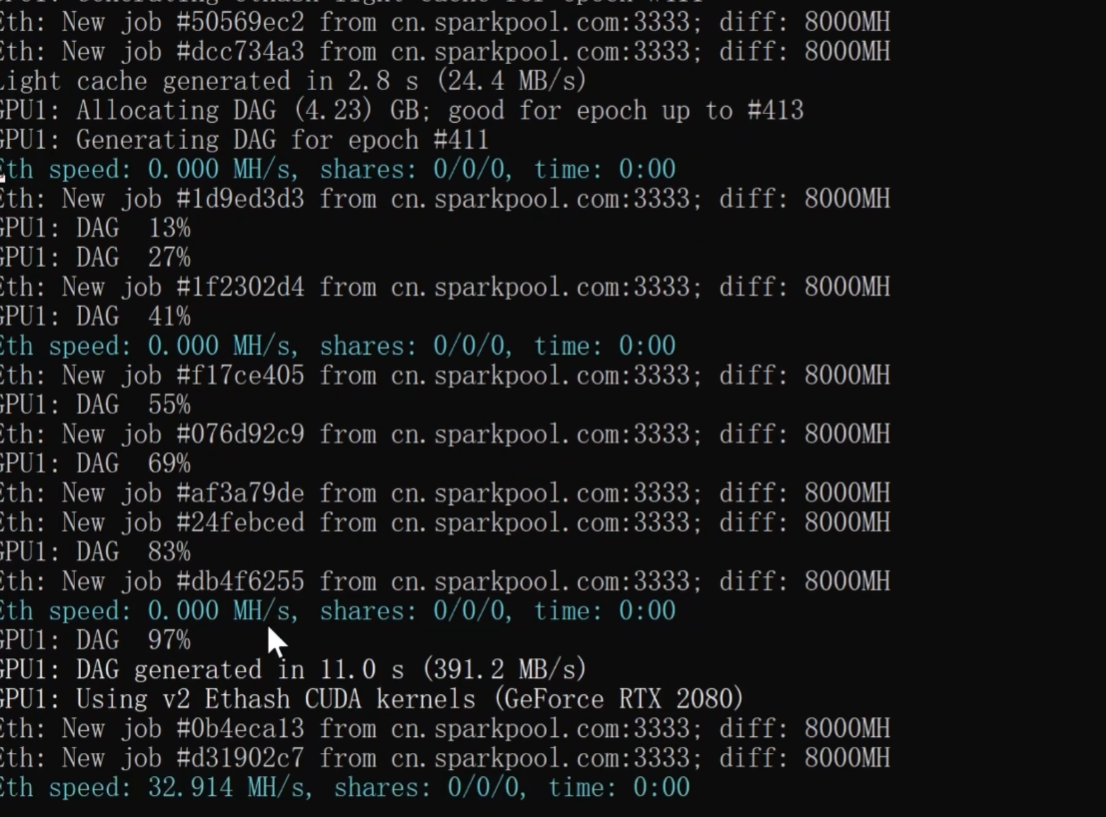 Eth: New job #50569ec2 from cn.sparkpool.com:3333; diff: 8000MH
Eth: New job #dcc734a3 from cn.sparkpool.com:3333; diff: 8000MH
Light cache generated in 2.8 s (24.4 MB/s)
GPU1: Allocating DAG (4.23) GB; good for epoch up to #413
GPU1: Generating DAG for epoch #411
Eth speed: 0.000 MH/s, shares: 0/0/0, time: 0:00
Eth: New job #1d9ed3d3 from cn.sparkpool.com:3333; diff: 8000MH
GPU1: DAG  13%
GPU1: DAG  27%
Eth: New job #1f2302d4 from cn.sparkpool.com:3333; diff: 8000MH
GPU1: DAG  41%
Eth speed: 0.000 MH/s, shares: 0/0/0, time: 0:00
Eth: New job #f17ce405 from cn.sparkpool.com:3333; diff: 8000MH
GPU1: DAG  55%
Eth: New job #076d92c9 from cn.sparkpool.com:3333; diff: 8000MH
GPU1: DAG  69%
Eth: New job #af3a79de from cn.sparkpool.com:3333; diff: 8000MH
Eth: New job #24febced from cn.sparkpool.com:3333; diff: 8000MH
GPU1: DAG  83%
Eth: New job #db4f6255 from cn.sparkpool.com:3333; diff: 8000MH
Eth speed: 0.000 MH/s, shares: 0/0/0, time: 0:00
GPU1: DAG  97%
GPU1: DAG generated in 11.0 s (391.2 MB/s)
GPU1: Using v2 Ethash CUDA kernels (GeForce RTX 2080)
Eth: New job #0b4eca13 from cn.sparkpool.com:3333; diff: 8000MH
Eth: New job #d31902c7 from cn.sparkpool.com:3333; diff: 8000MH
Eth speed: 32.914 MH/s, shares: 0/0/0, time: 0:00